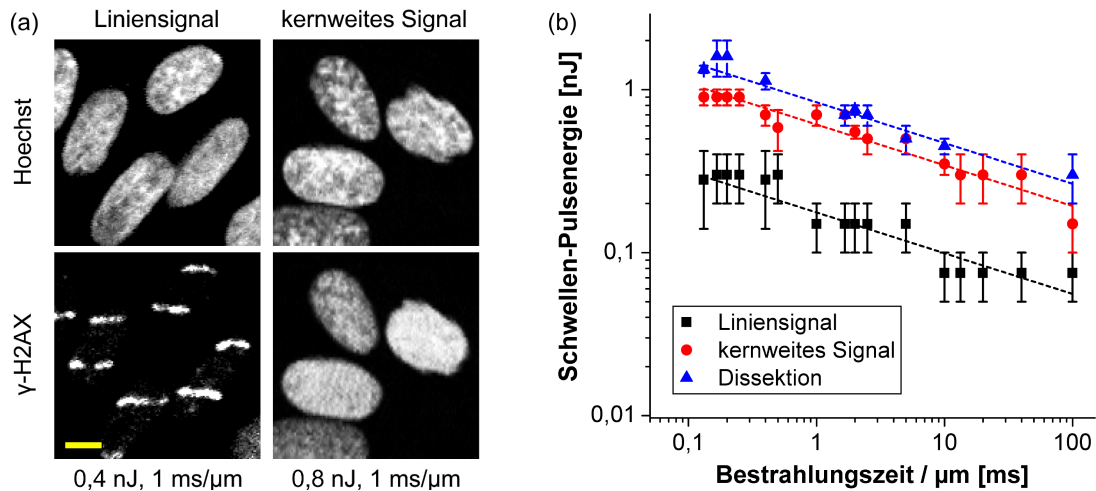 (a)
Liniensignal
kernweites Signal
Hoechst
γ-H2AX
0,4 nJ, 1 ms/µm
0,8 nJ, 1 ms/µm
(b)
Schwellen-Pulsenergie [nJ]
1
0,1
0,01
Liniensignal
kernweites Signal
Dissektion
0,1
1
10
100
Bestrahlungszeit / µm [ms]